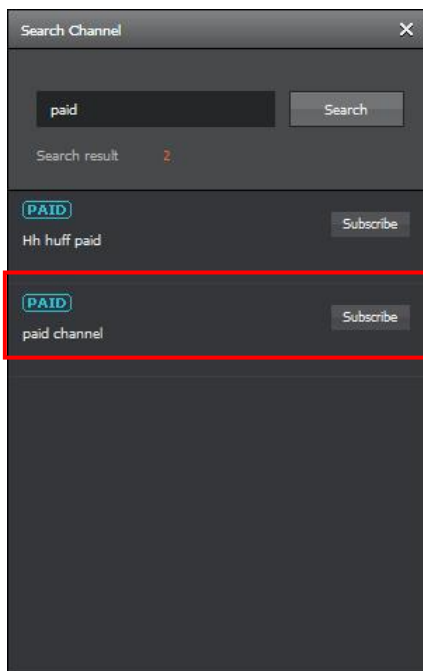 Search Channel
paid
Search
Search result 2
PAID
Hh huff paid
Subscribe
PAID
paid channel
Subscribe